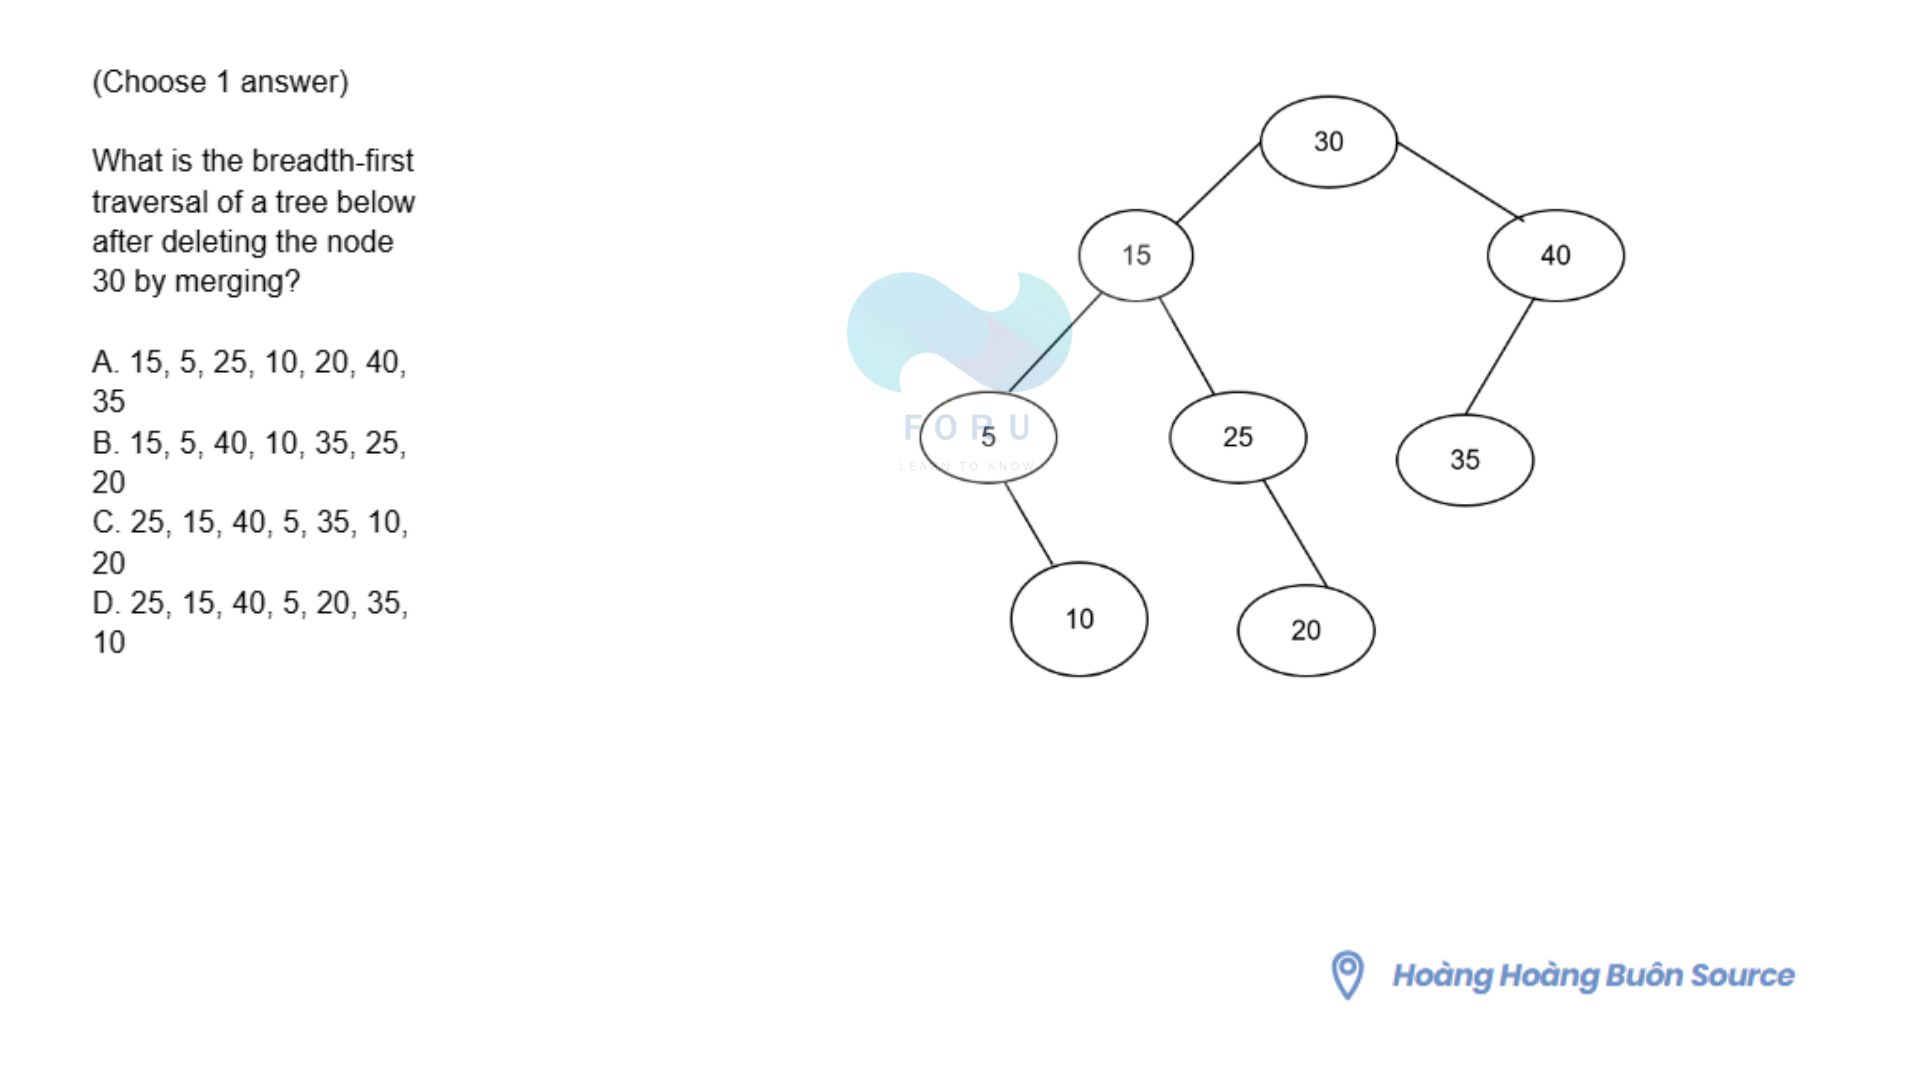 (Choose 1 answer)
What is the breadth-first
traversal of a tree below
after deleting the node
30 by merging?
A. 15, 5, 25, 10, 20, 40,
35
B. 15, 5, 40, 10, 35, 25,
20
C. 25, 15, 40, 5, 35, 10,
20
D. 25, 15, 40, 5, 20, 35,
10
30
15
40
5
25
35
10
20
FORU
LEARN TO KNOW
Hoàng Hoàng Buôn Source